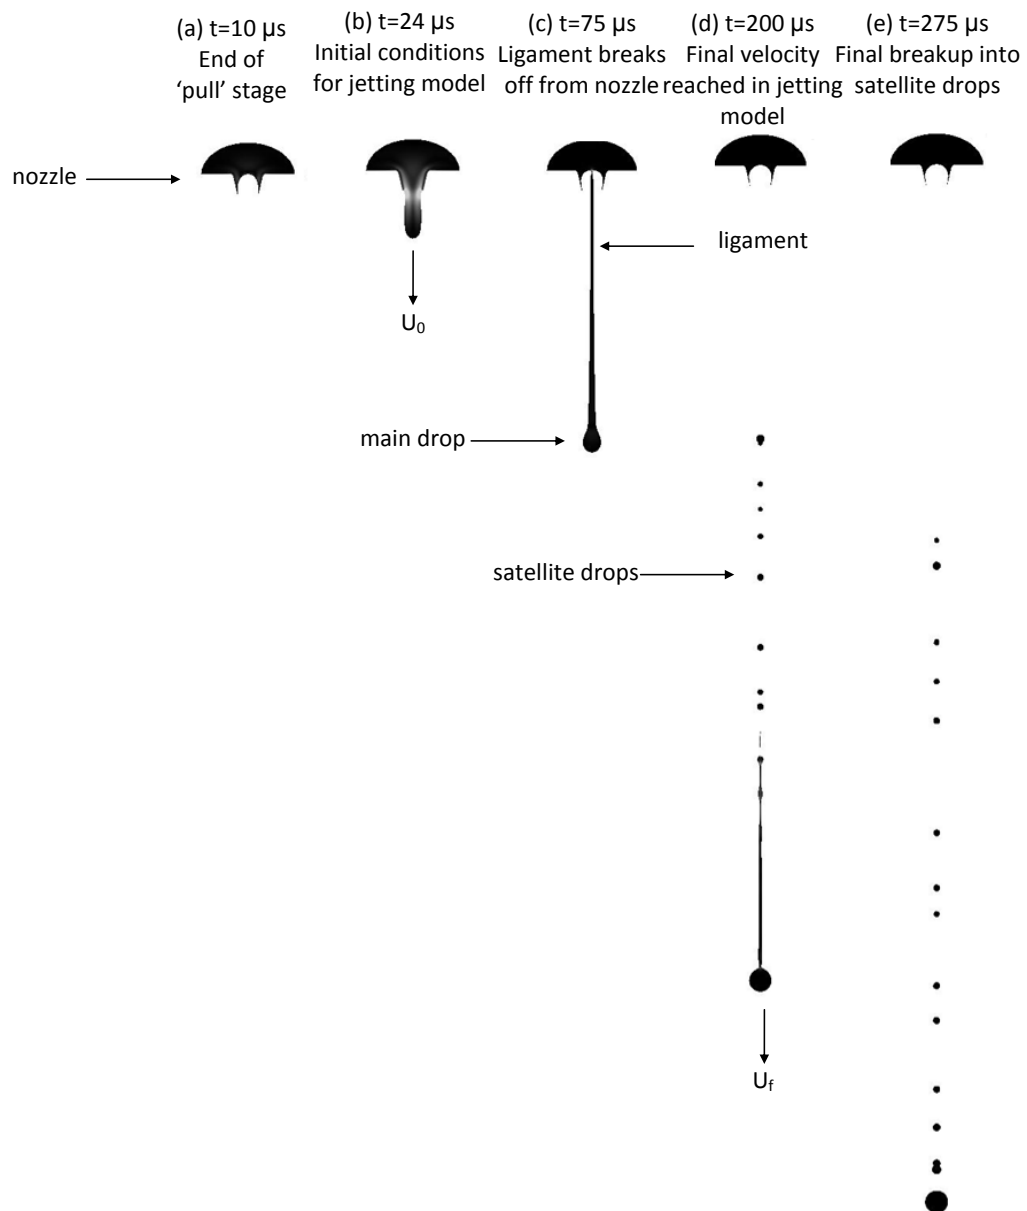 (a) t=10 μs
End of
‘pull’ stage
(b) t=24 μs
Initial conditions
for jetting model
(c) t=75 μs
Ligament breaks
off from nozzle
(d) t=200 μs
Final velocity
reached in jetting
model
(e) t=275 μs
Final breakup into
satellite drops
nozzle
ligament
U₀
main drop
satellite drops
U_f